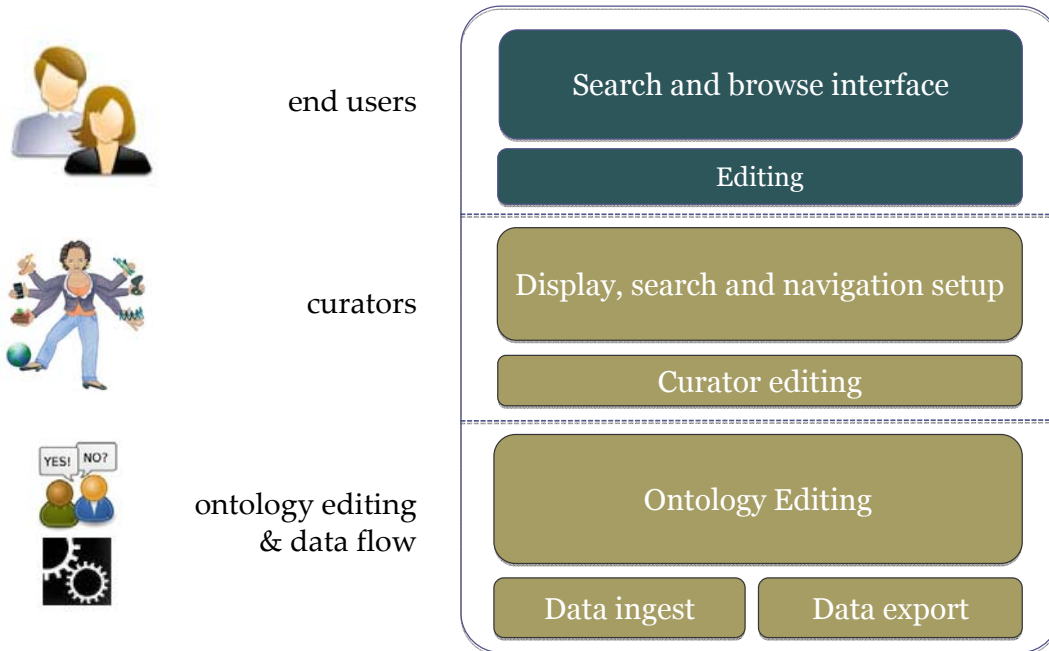 end users
Search and browse interface
Editing
curators
Display, search and navigation setup
Curator editing
YES!
NO?
ontology editing
& data flow
Ontology Editing
Data ingest
Data export